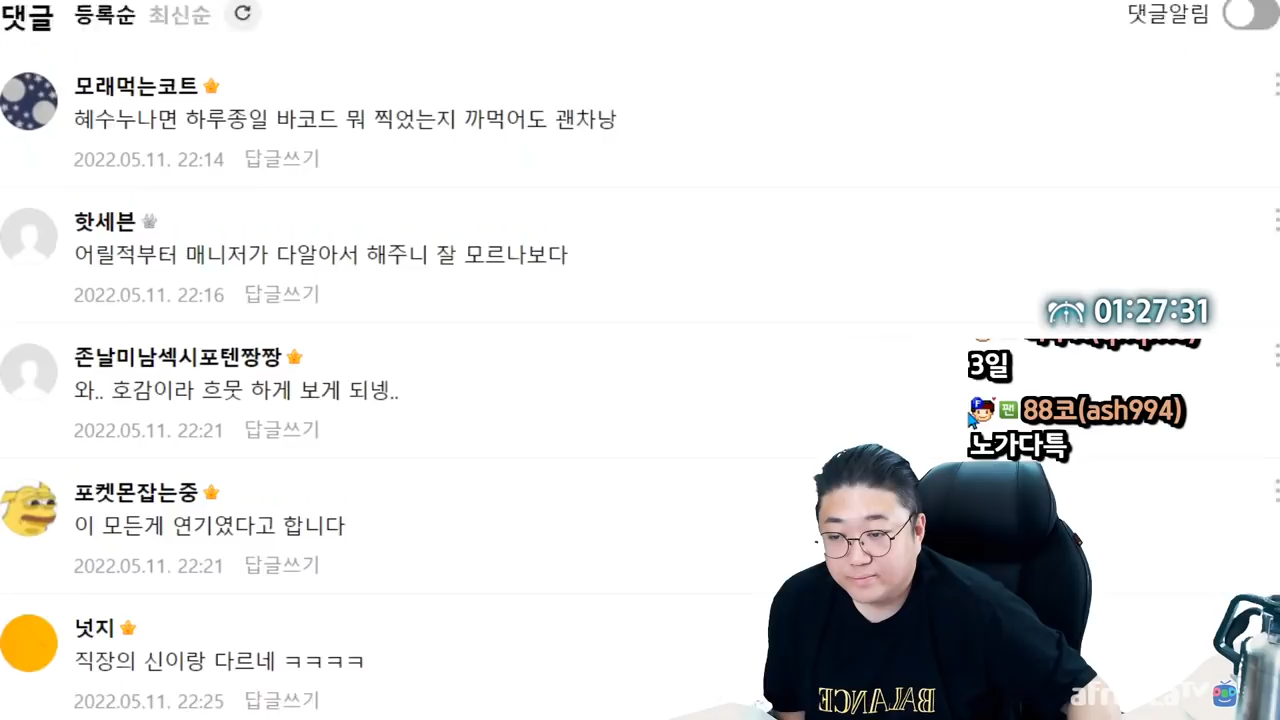 댓글 등록순 최신순
댓글알림
모래먹는코트
혜수누나면 하루종일 바코드 뭐 찍었는지 까먹어도 괜차낭
2022.05.11. 22:14 답글쓰기
핫세븐
어릴적부터 매니저가 다알아서 해주니 잘 모르나보다
2022.05.11. 22:16 답글쓰기
존날미남섹시포텐짱짱
와.. 호감이라 흐뭇 하게 보게 되넹..
2022.05.11. 22:21 답글쓰기
포켓몬잡는중
이 모든게 연기였다고 합니다
2022.05.11. 22:21 답글쓰기
넛지
직장의 신이랑 다르네 ㅋㅋㅋㅋ
2022.05.11. 22:25 답글쓰기
01:27:31
3일
F 팬 88코(ash994)
노가다특
BALANCE
afreecaTV